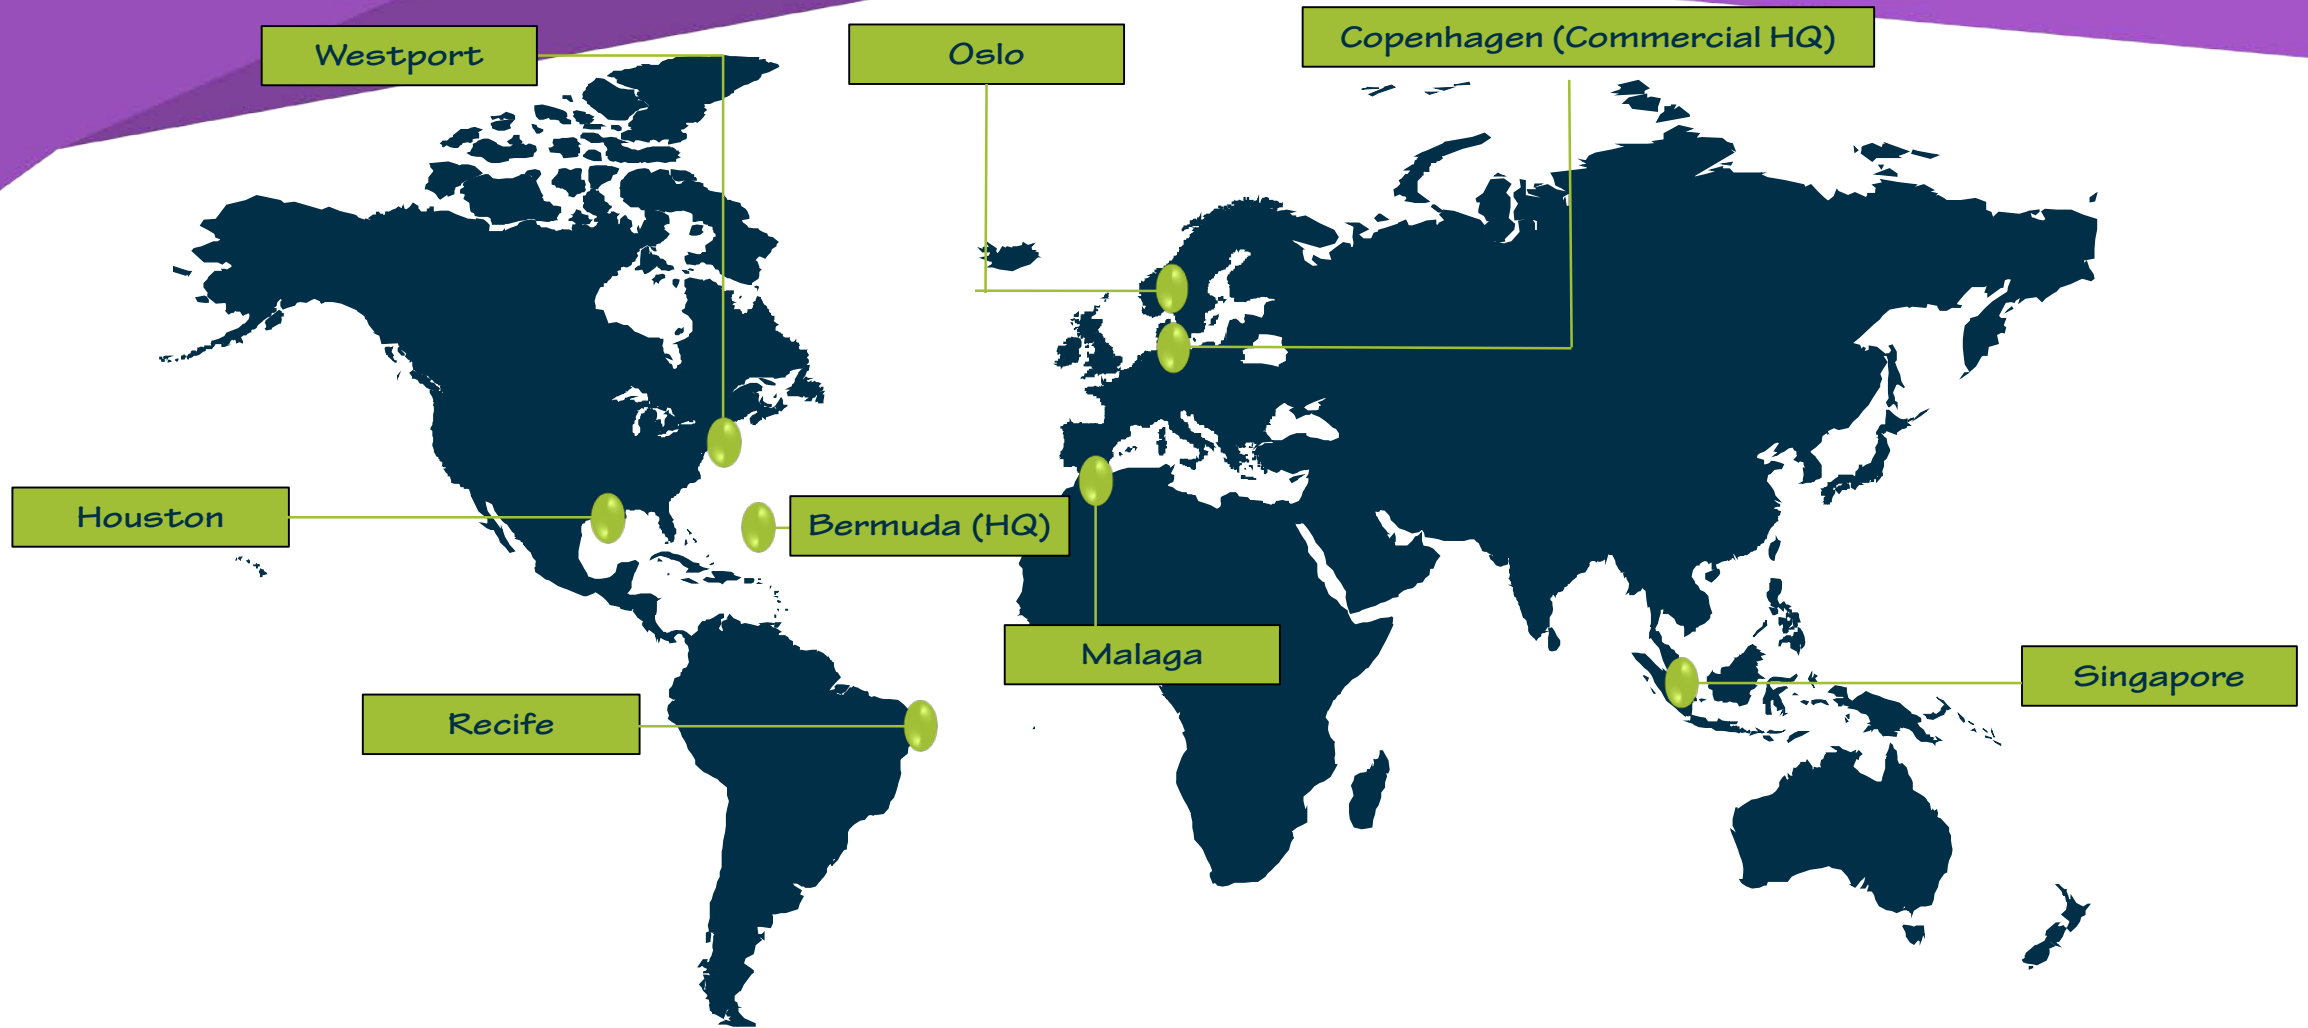 Westport
Oslo
Copenhagen (Commercial HQ)
Houston
Bermuda (HQ)
Malaga
Singapore
Recife